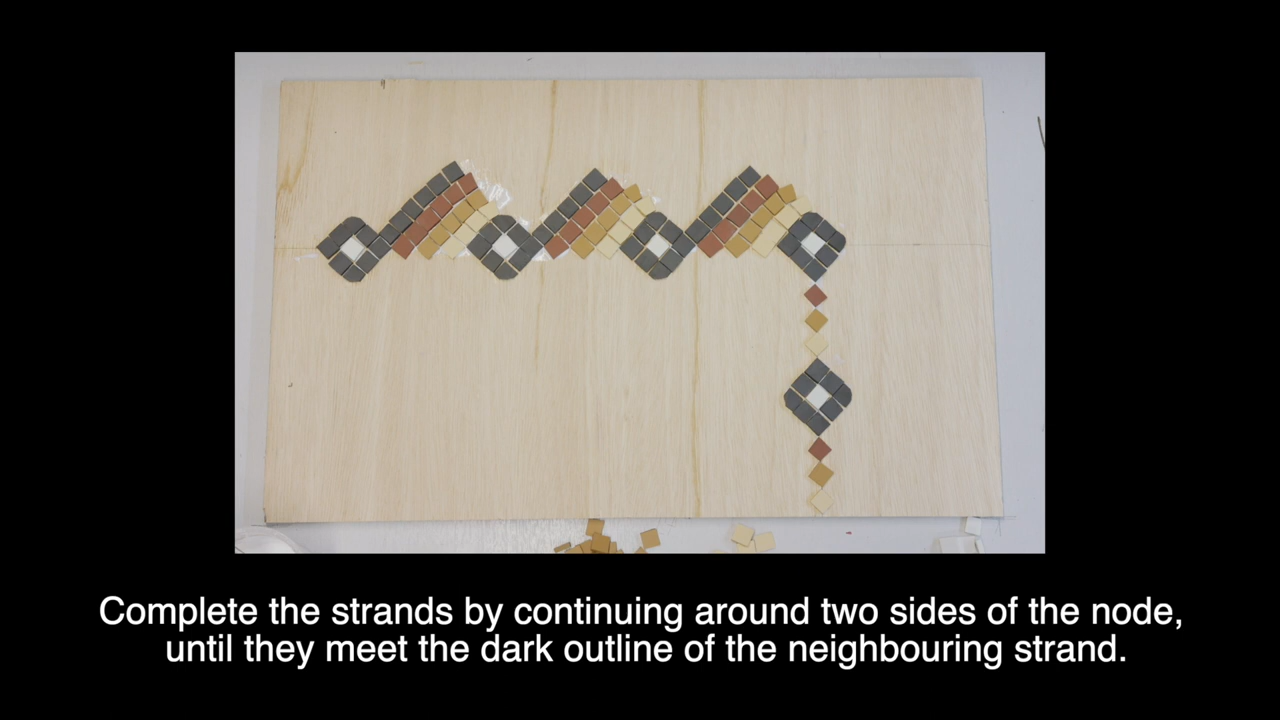 Complete the strands by continuing around two sides of the node,
until they meet the dark outline of the neighbouring strand.